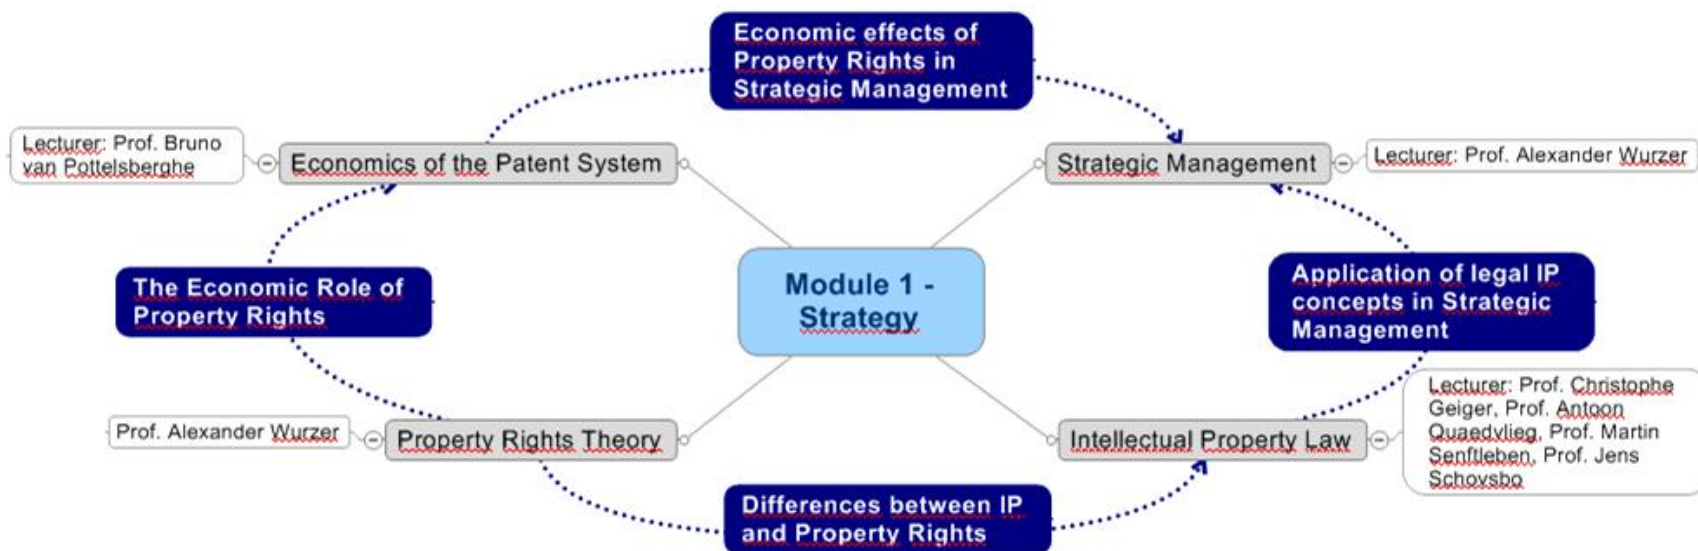 Economic effects of
Property Rights in
Strategic Management
Lecturer: Prof. Bruno
van Pottelsberghe
Economics of the Patent System
Strategic Management
Lecturer: Prof. Alexander Wurzer
The Economic Role of
Property Rights
Module 1 -
Strategy
Application of legal IP
concepts in Strategic
Management
Prof. Alexander Wurzer
Property Rights Theory
Intellectual Property Law
Lecturer: Prof. Christophe
Geiger, Prof. Antoon
Quaedvlieg, Prof. Martin
Senftleben, Prof. Jens
Schovsbo
Differences between IP
and Property Rights